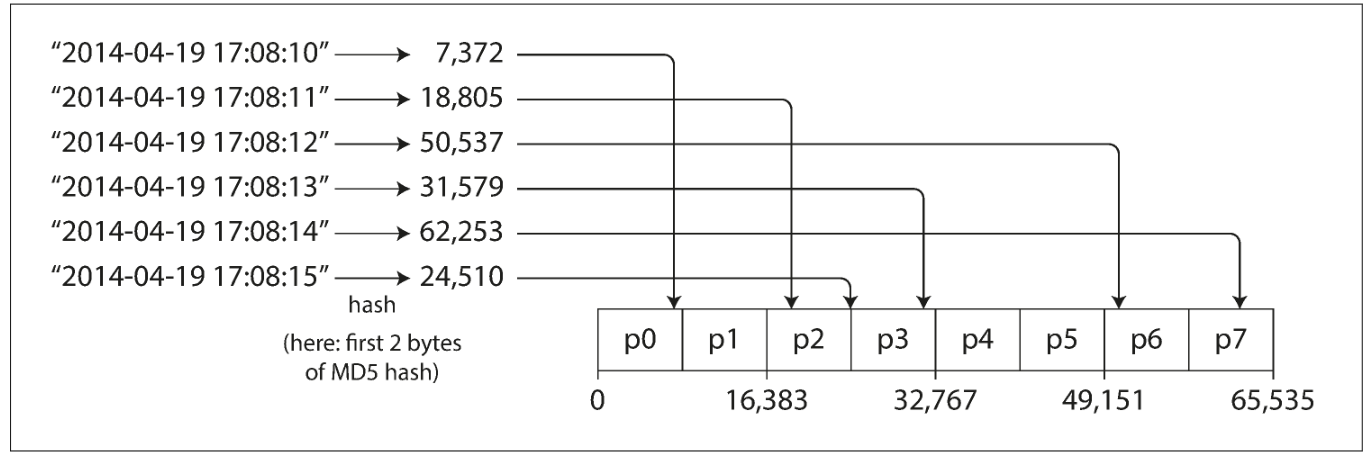 “2014-04-19 17:08:10” 7,372
“2014-04-19 17:08:11” 18,805
“2014-04-19 17:08:12” 50,537
“2014-04-19 17:08:13” 31,579
“2014-04-19 17:08:14” 62,253
“2014-04-19 17:08:15” 24,510
hash
(here: first 2 bytes
of MD5 hash)
p0 p1 p2 p3 p4 p5 p6 p7
0 16,383 32,767 49,151 65,535